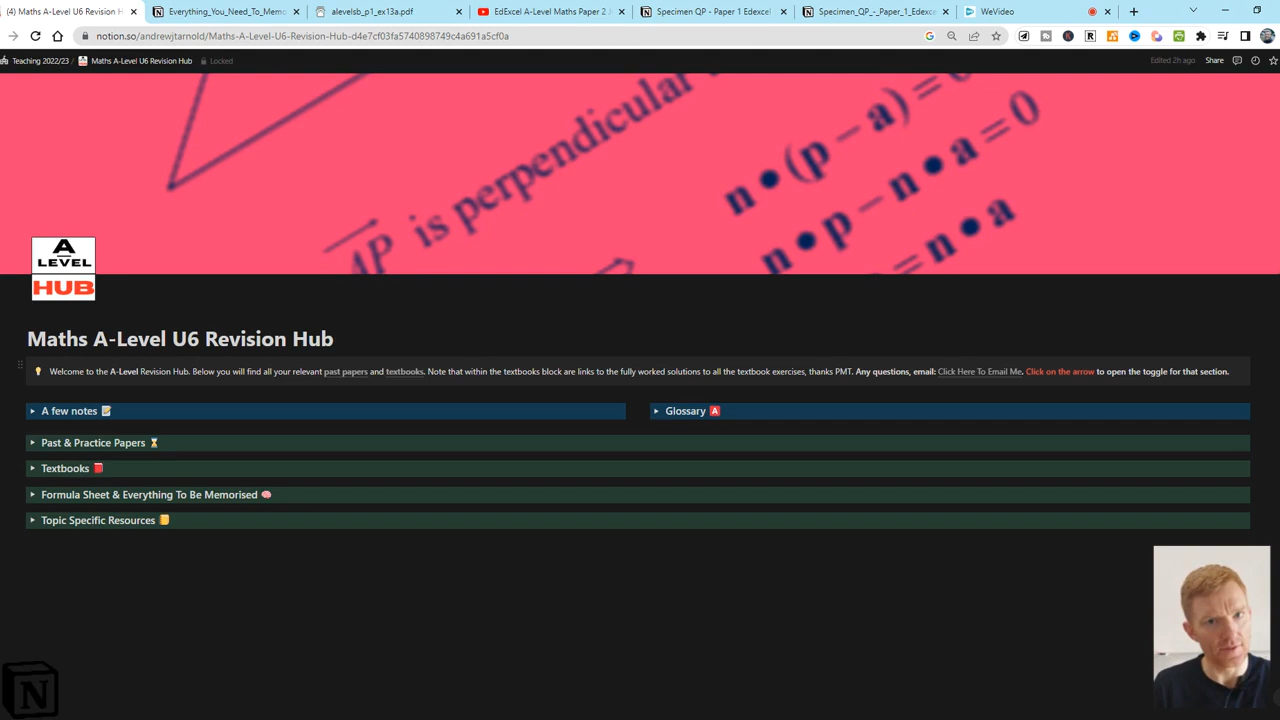 (4) Maths A-Level U6 Revision H
Everything_You_Need_To_Memo
alevelsb_p1_ex13a.pdf
EdExcel A-Level Maths Paper 2 J
Specimen QP - Paper 1 Edexcel
Specimen_QP_-_Paper_1_Edexce
WeVideo
notion.so/andrewjtarnold/Maths-A-Level-U6-Revision-Hub-d4e7cf03fa5740898749c4a691a5cf0a
Teaching 2022/23 / Maths A-Level U6 Revision Hub Locked
Edited 2h ago Share
AP is perpendicular
n•(p – a) = 0
n•p – n•a = 0
= n•a
A
LEVEL
HUB
Maths A-Level U6 Revision Hub
Welcome to the A-Level Revision Hub. Below you will find all your relevant past papers and textbooks. Note that within the textbooks block are links to the fully worked solutions to all the textbook exercises, thanks PMT. Any questions, email: Click Here To Email Me. Click on the arrow to open the toggle for that section.
A few notes
Glossary A
Past & Practice Papers
Textbooks
Formula Sheet & Everything To Be Memorised
Topic Specific Resources
N